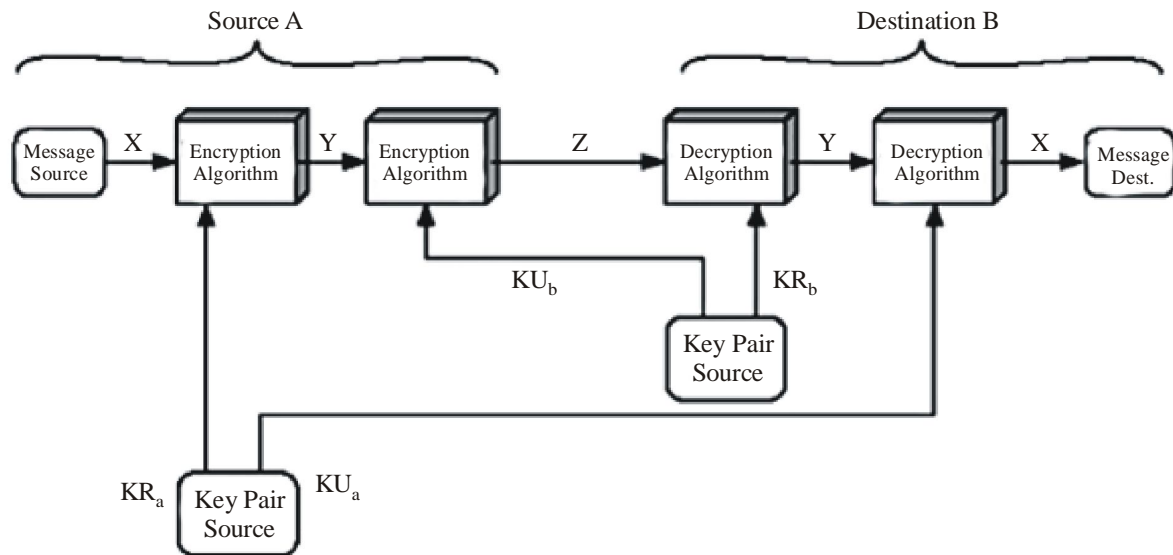 Source A
Destination B
X
Y
Z
Y
X
Message
Source
Encryption
Algorithm
Encryption
Algorithm
Decryption
Algorithm
Decryption
Algorithm
Message
Dest.
KU_b
KR_b
Key Pair
Source
KR_a
KU_a
Key Pair
Source